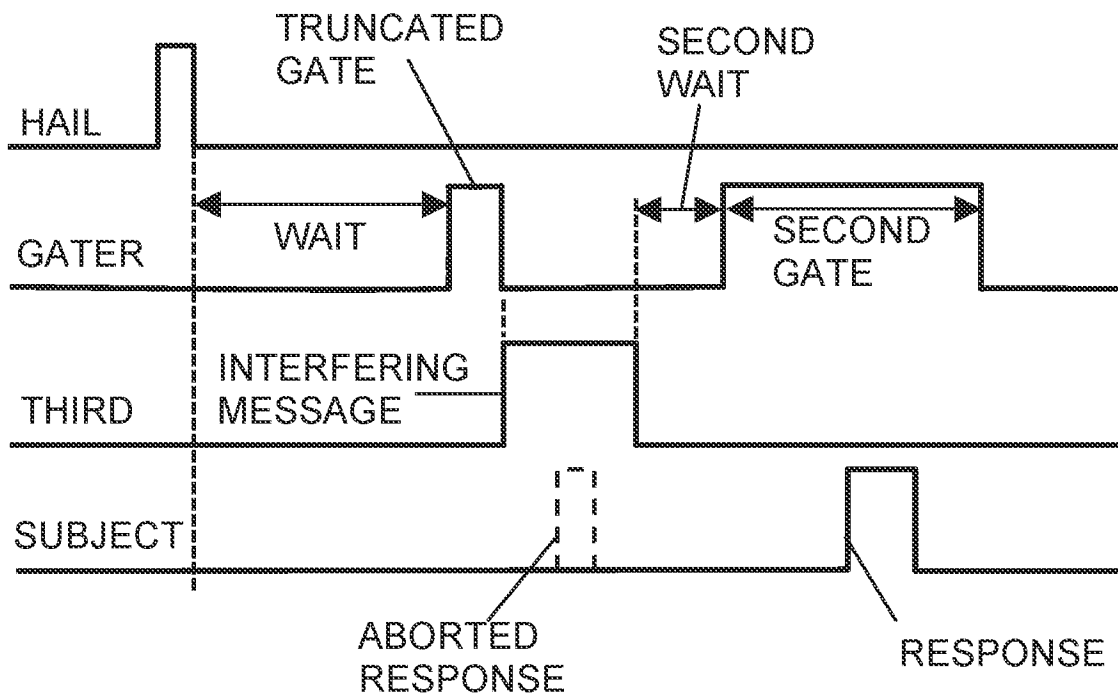 TRUNCATED
GATE
SECOND
WAIT
HAIL
WAIT
SECOND
GATE
GATER
INTERFERING
MESSAGE
THIRD
SUBJECT
ABORTED
RESPONSE
RESPONSE